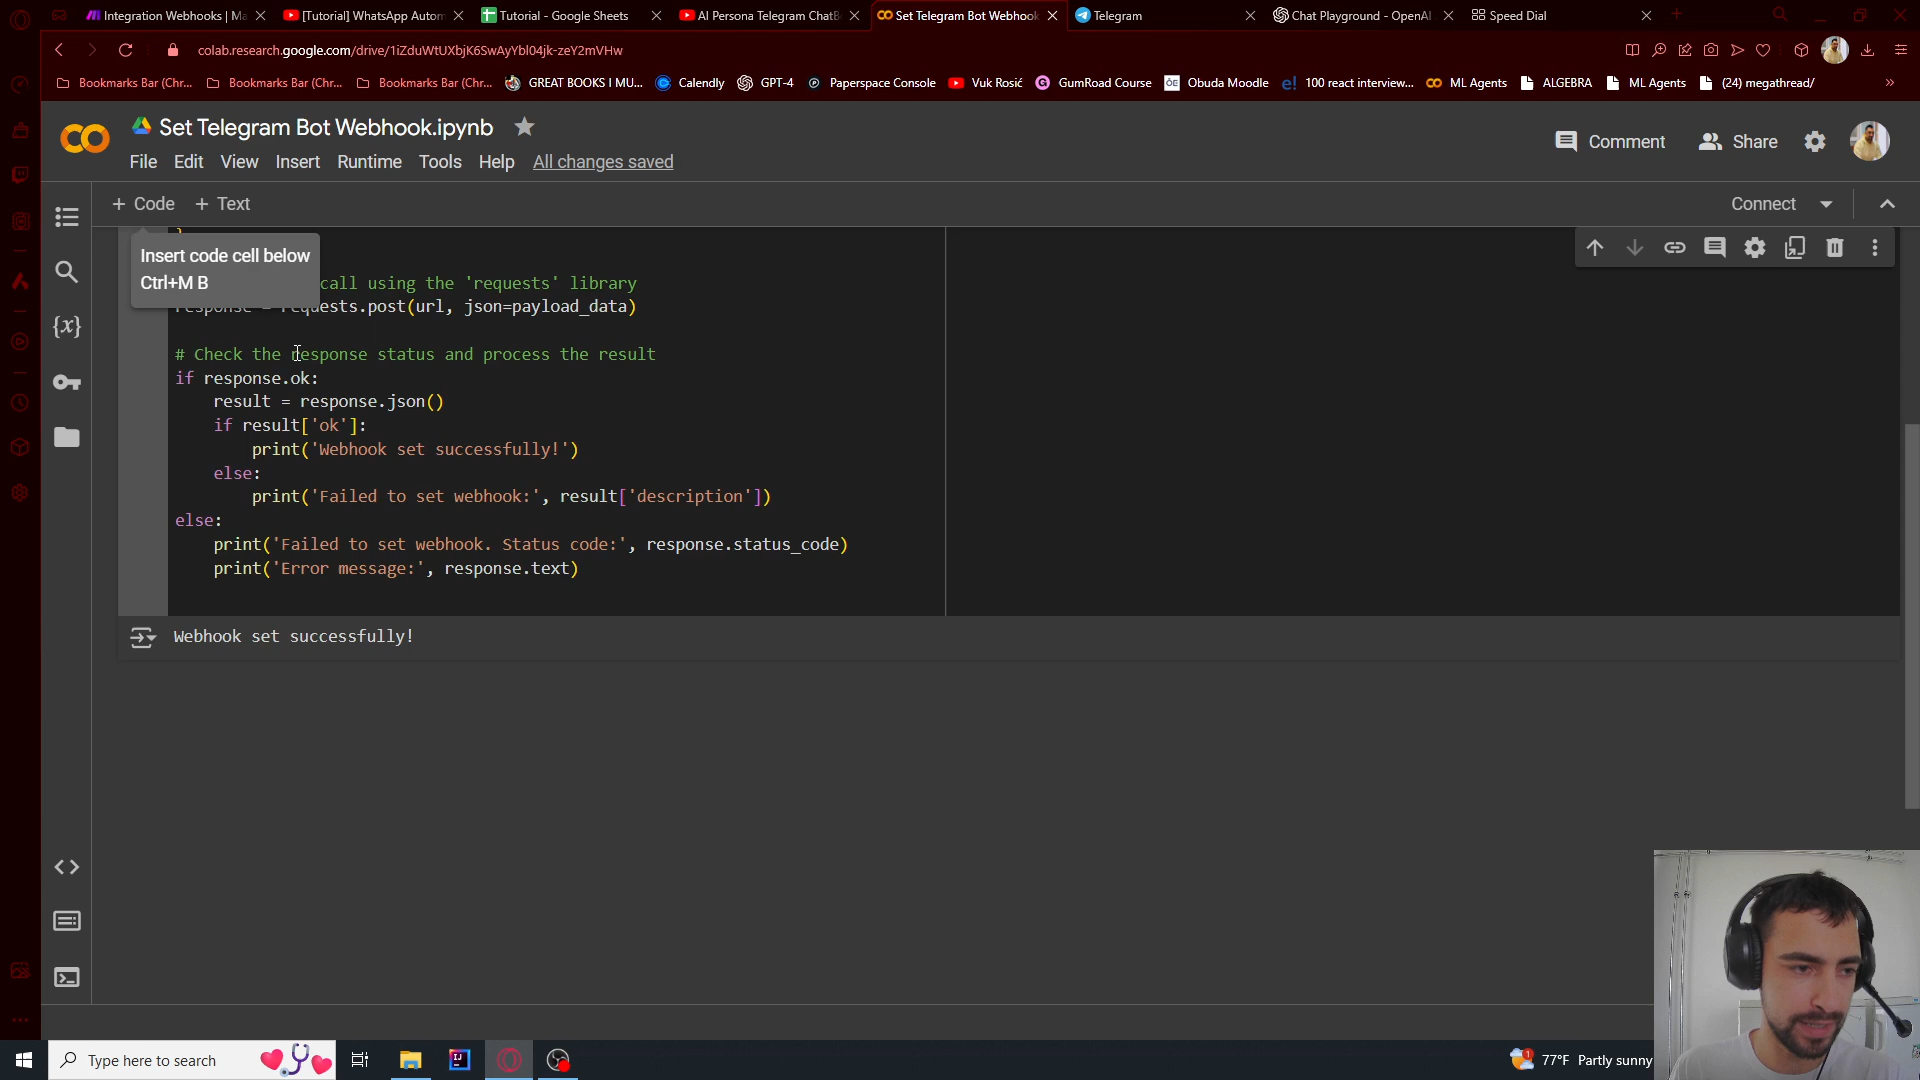 Integration Webhooks | Ma
[Tutorial] WhatsApp Autom
Tutorial - Google Sheets
AI Persona Telegram ChatB
Set Telegram Bot Webhook
Telegram
Chat Playground - OpenAI
Speed Dial
colab.research.google.com/drive/1iZduWtUXbjK6SwAyYbl04jk-zeY2mVHw
Bookmarks Bar (Chr...
Bookmarks Bar (Chr...
Bookmarks Bar (Chr...
GREAT BOOKS I MU...
Calendly
GPT-4
Paperspace Console
Vuk Rosić
GumRoad Course
Obuda Moodle
100 react interview...
ML Agents
ALGEBRA
ML Agents
(24) megathread/
Set Telegram Bot Webhook.ipynb
Comment
Share
File Edit View Insert Runtime Tools Help All changes saved
+ Code + Text
Connect
Insert code cell below
Ctrl+M B
call using the 'requests' library
response = requests.post(url, json=payload_data)
# Check the response status and process the result
if response.ok:
result = response.json()
if result['ok']:
print('Webhook set successfully!')
else:
print('Failed to set webhook:', result['description'])
else:
print('Failed to set webhook. Status code:', response.status_code)
print('Error message:', response.text)
Webhook set successfully!
Type here to search
77°F Partly sunny